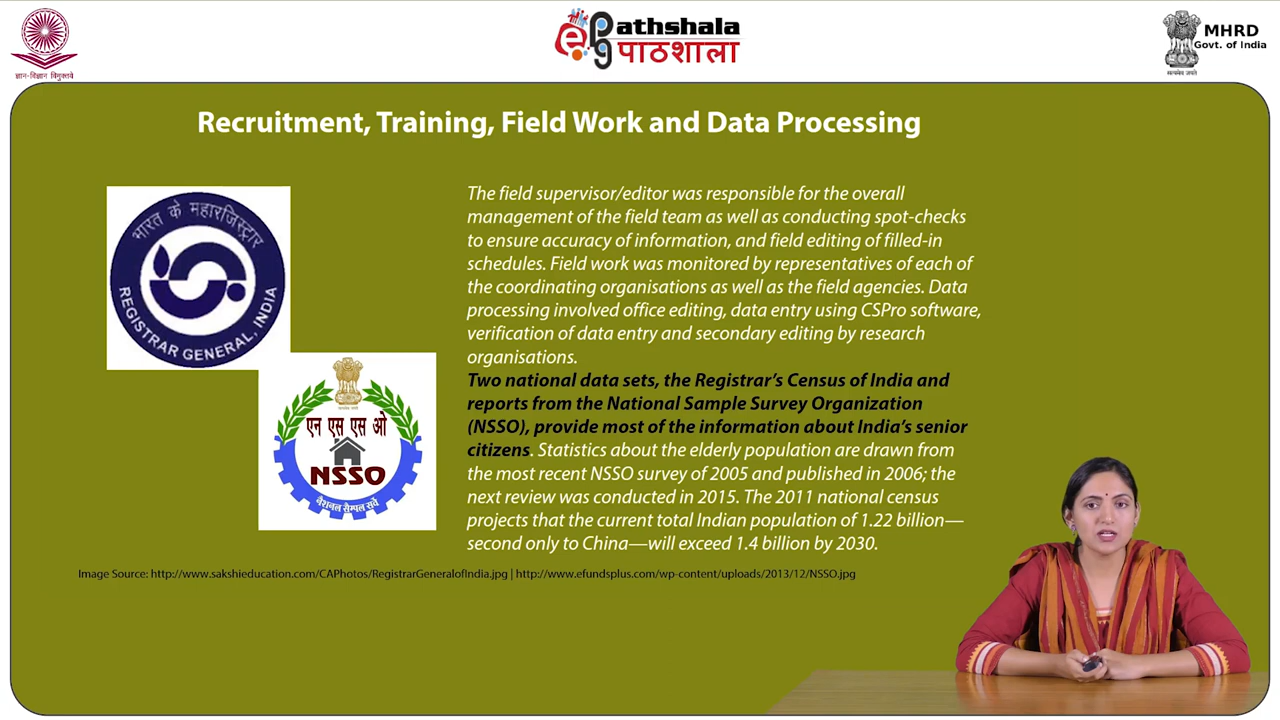 ज्ञान-विज्ञान विमुक्तये
ePathshala
पाठशाला
सत्यमेव जयते
MHRD
Govt. of India
Recruitment, Training, Field Work and Data Processing
भारत के महारजिस्ट्रार
REGISTRAR GENERAL, INDIA
एन एस एस ओ
NSSO
नैशनल सैम्पल सर्वे
The field supervisor/editor was responsible for the overall
management of the field team as well as conducting spot-checks
to ensure accuracy of information, and field editing of filled-in
schedules. Field work was monitored by representatives of each of
the coordinating organisations as well as the field agencies. Data
processing involved office editing, data entry using CSPro software,
verification of data entry and secondary editing by research
organisations.
Two national data sets, the Registrar's Census of India and
reports from the National Sample Survey Organization
(NSSO), provide most of the information about India's senior
citizens. Statistics about the elderly population are drawn from
the most recent NSSO survey of 2005 and published in 2006; the
next review was conducted in 2015. The 2011 national census
projects that the current total Indian population of 1.22 billion—
second only to China—will exceed 1.4 billion by 2030.
Image Source: http://www.sakshieducation.com/CAPhotos/RegistrarGeneralofIndia.jpg | http://www.efundsplus.com/wp-content/uploads/2013/12/NSSO.jpg